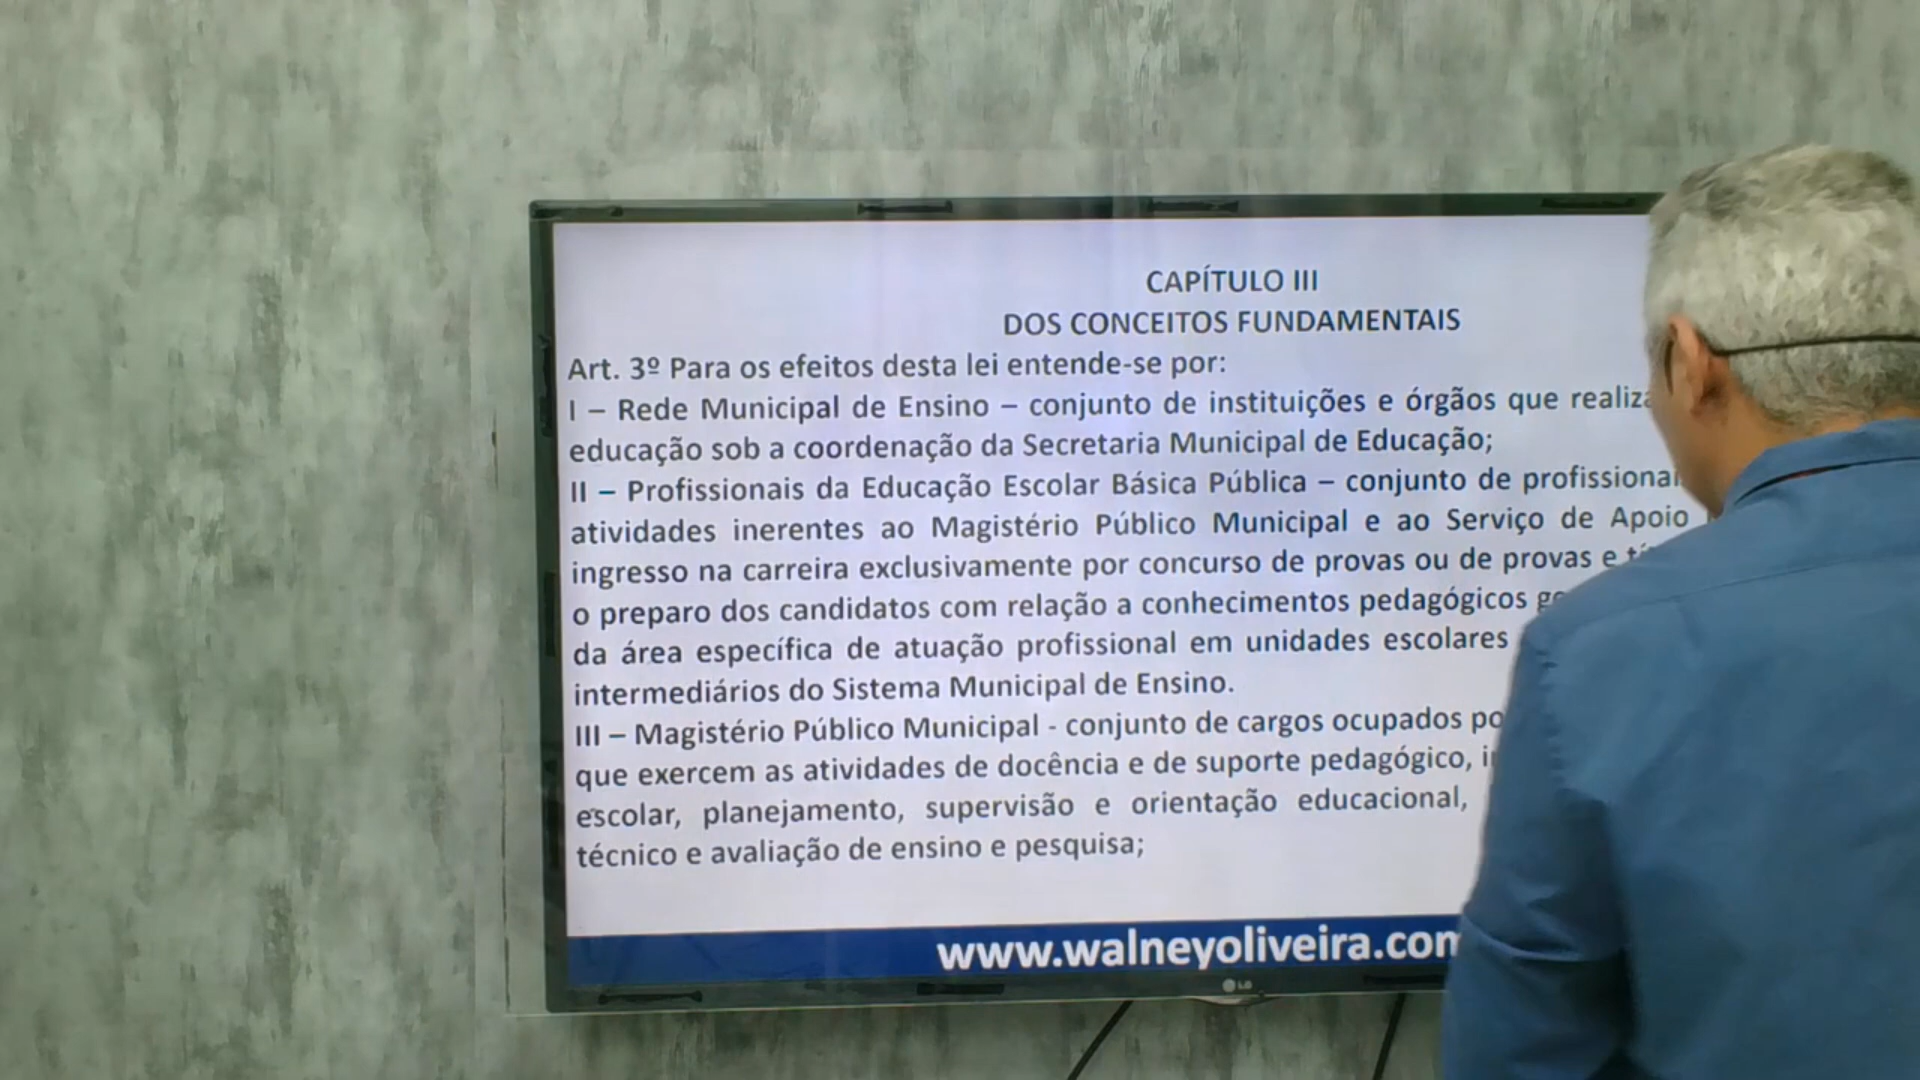 CAPÍTULO III
DOS CONCEITOS FUNDAMENTAIS
Art. 3º Para os efeitos desta lei entende-se por:
I – Rede Municipal de Ensino – conjunto de instituições e órgãos que
educação sob a coordenação da Secretaria Municipal de Educação;
II – Profissionais da Educação Escolar Básica Pública – conjunto de
atividades inerentes ao Magistério Público Municipal e ao Serviço de Apoio
ingresso na carreira exclusivamente por concurso de provas ou de provas e
o preparo dos candidatos com relação a conhecimentos pedagógicos
da área específica de atuação profissional em unidades escolares
intermediários do Sistema Municipal de Ensino.
III – Magistério Público Municipal - conjunto de cargos ocupados
que exercem as atividades de docência e de suporte pedagógico,
escolar, planejamento, supervisão e orientação educacional,
técnico e avaliação de ensino e pesquisa;
www.walneyoliveira.com
LG